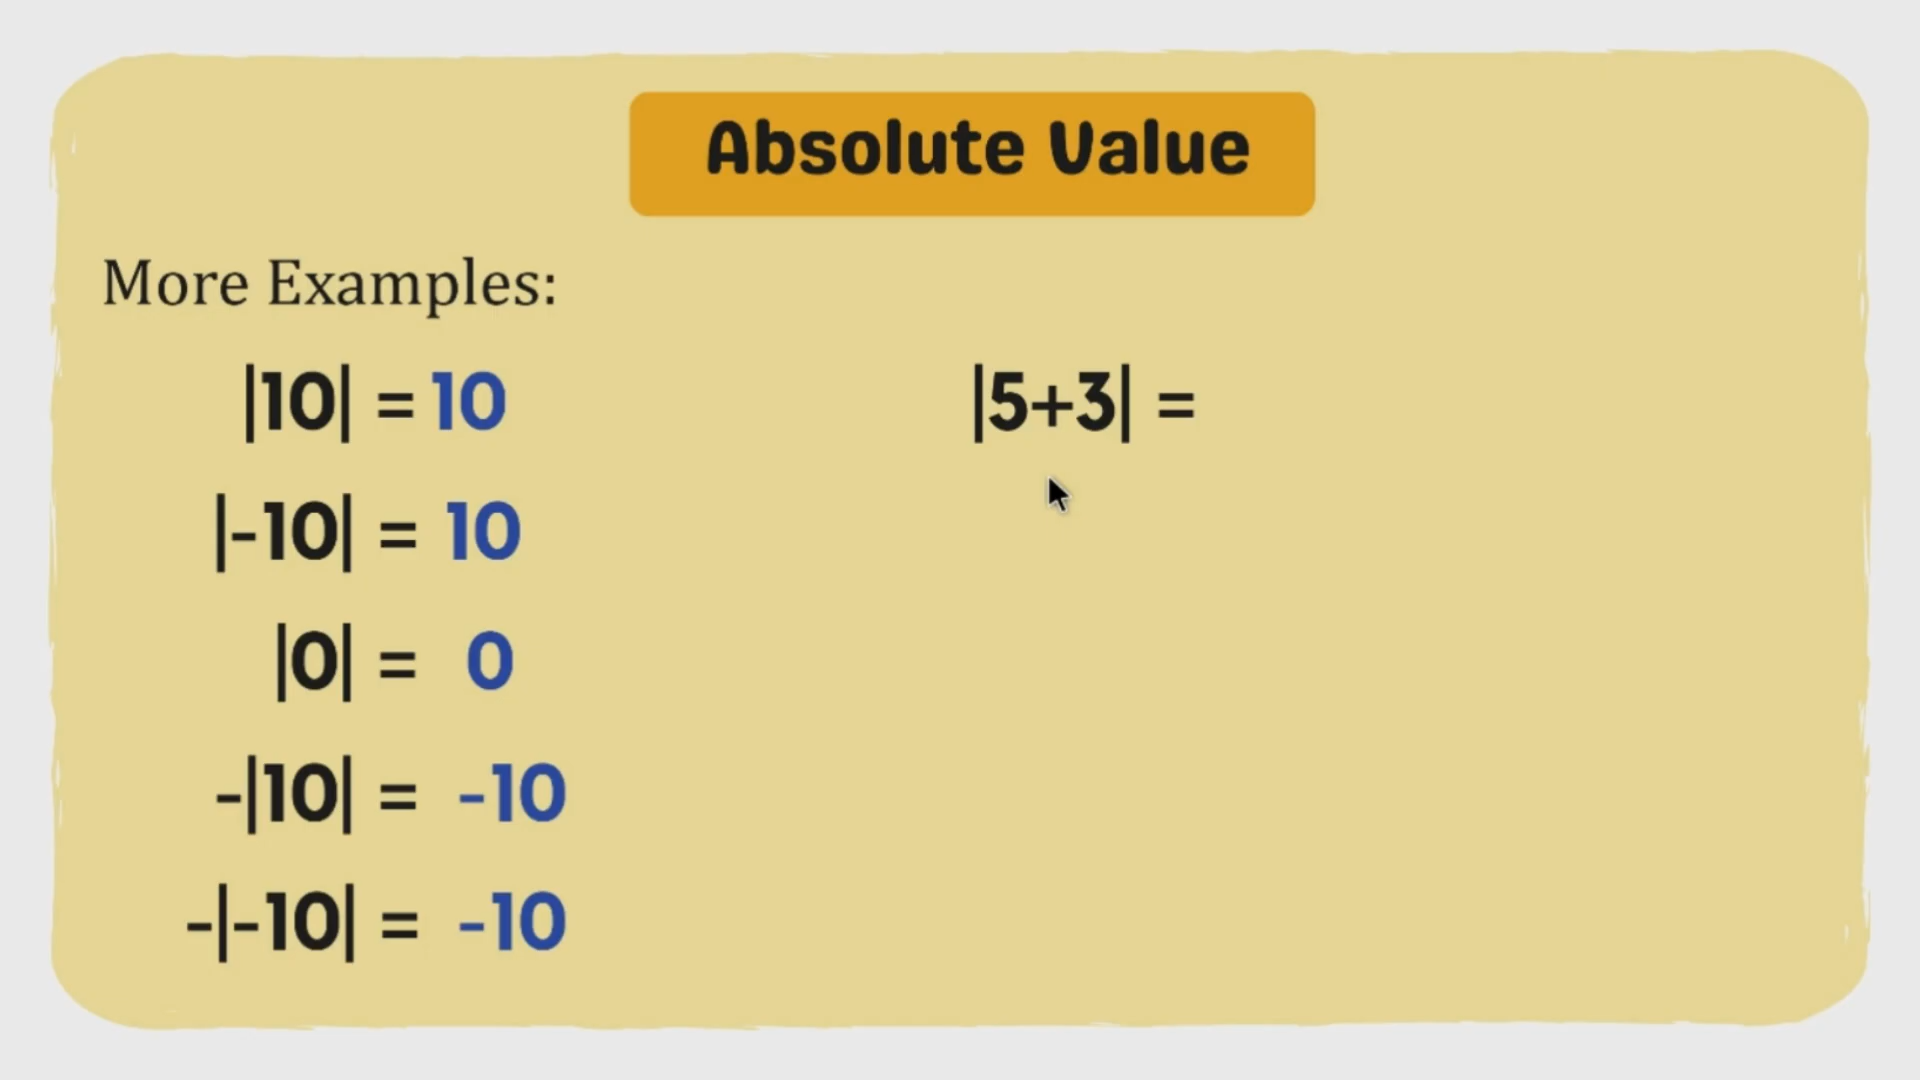 Absolute Value
More Examples:
|10| = 10
|-10| = 10
|0| = 0
-|10| = -10
-|-10| = -10
|5+3| =